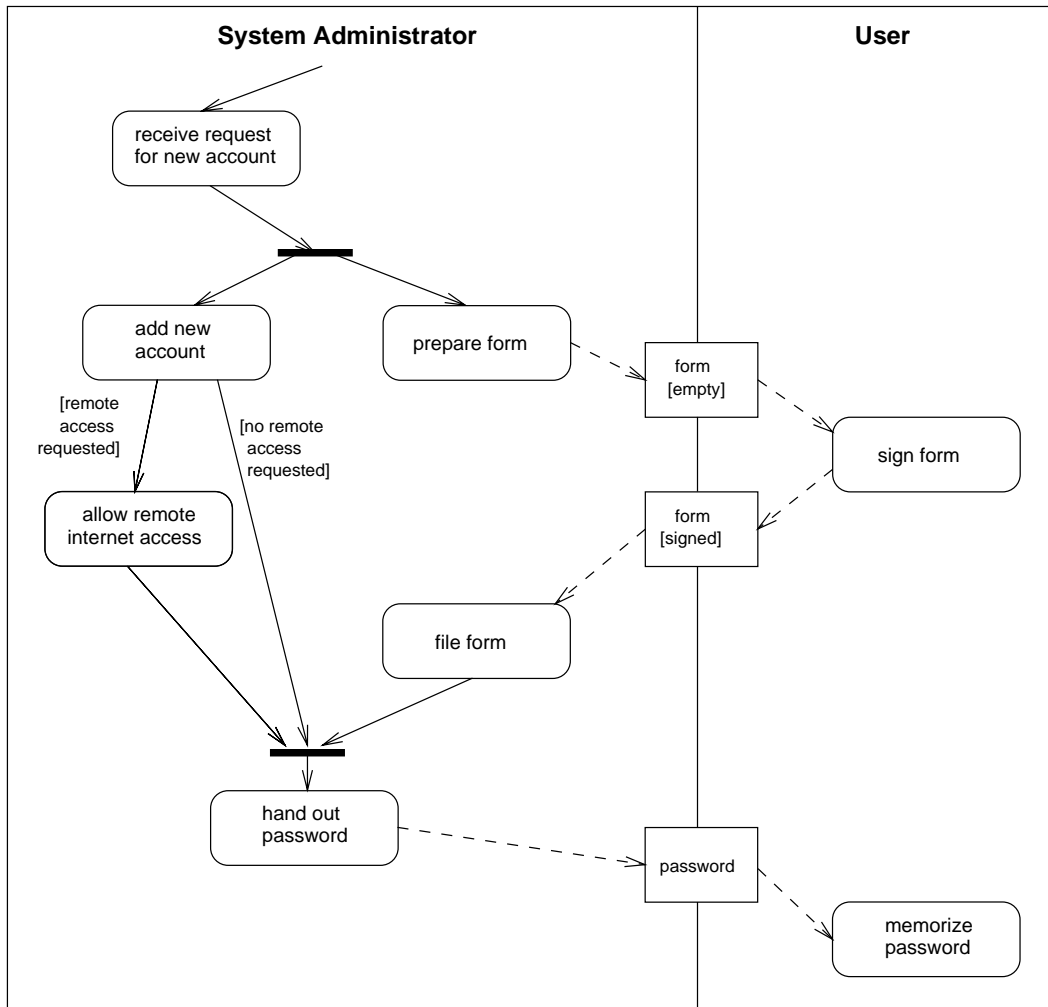 System Administrator
User
receive request
for new account
add new
account
prepare form
form
[empty]
[remote
access
requested]
[no remote
access
requested]
sign form
allow remote
internet access
form
[signed]
file form
hand out
password
password
memorize
password